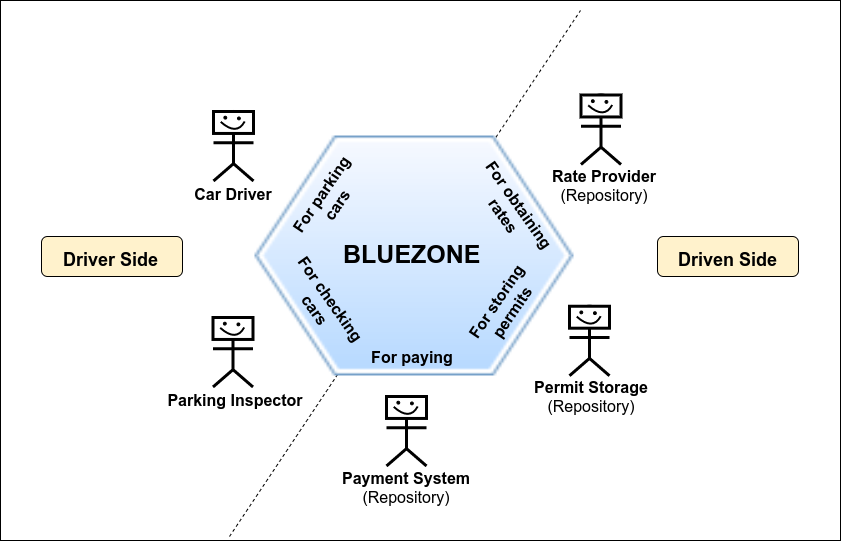 Car Driver
Rate Provider
(Repository)
For parking
cars
For obtaining
rates
Driver Side
BLUEZONE
Driven Side
For checking
cars
For storing
permits
For paying
Parking Inspector
Permit Storage
(Repository)
Payment System
(Repository)